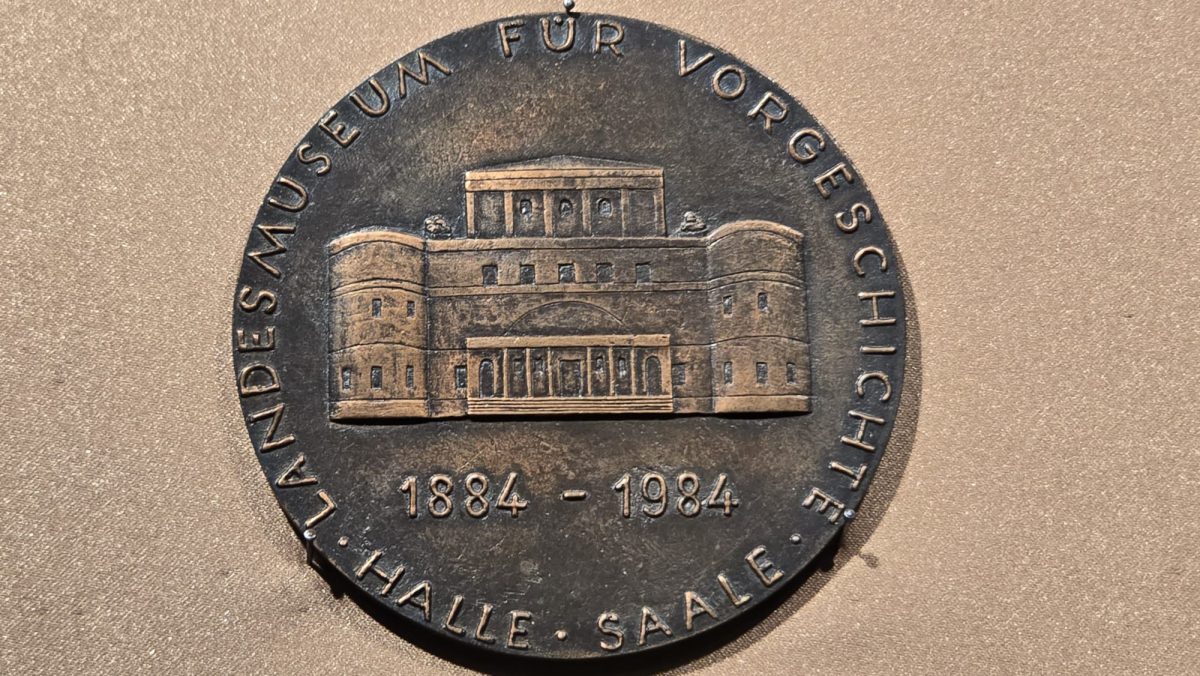 LANDESMUSEUM FÜR VORGESCHICHTE
1884 - 1984
· HALLE · SAALE ·